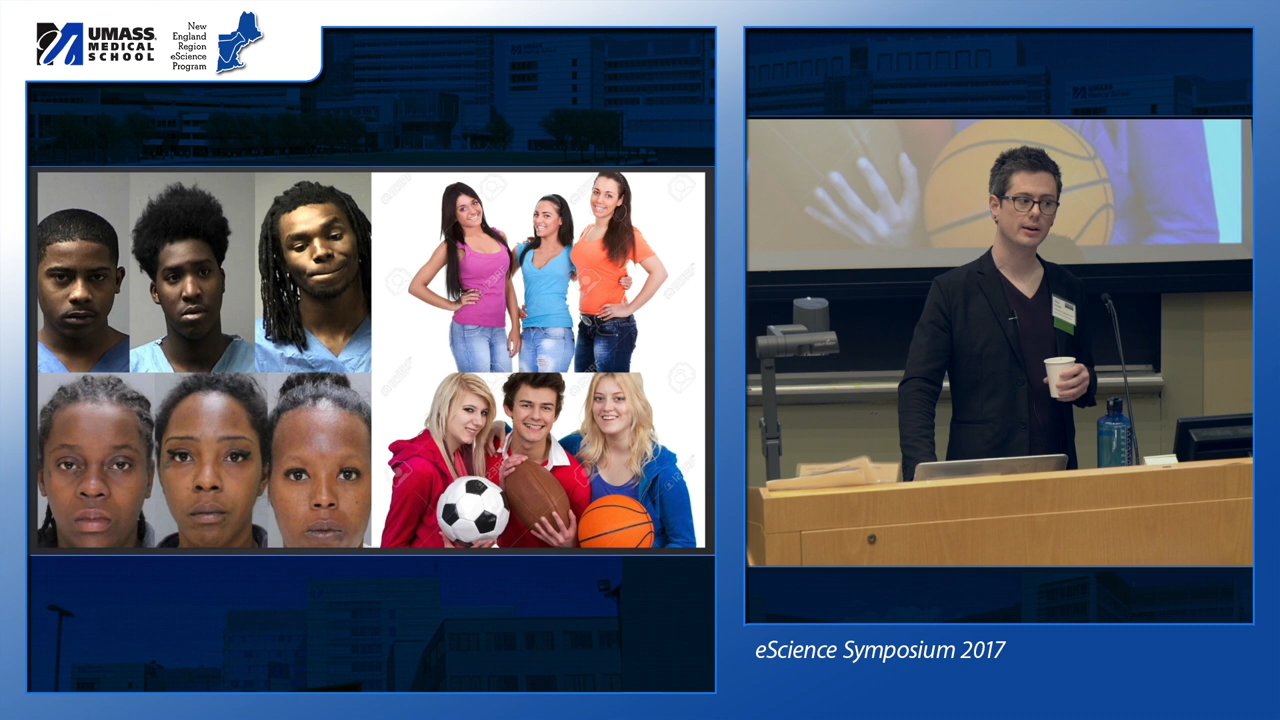 UMASS
MEDICAL
SCHOOL
New
England
Region
eScience
Program
eScience Symposium 2017